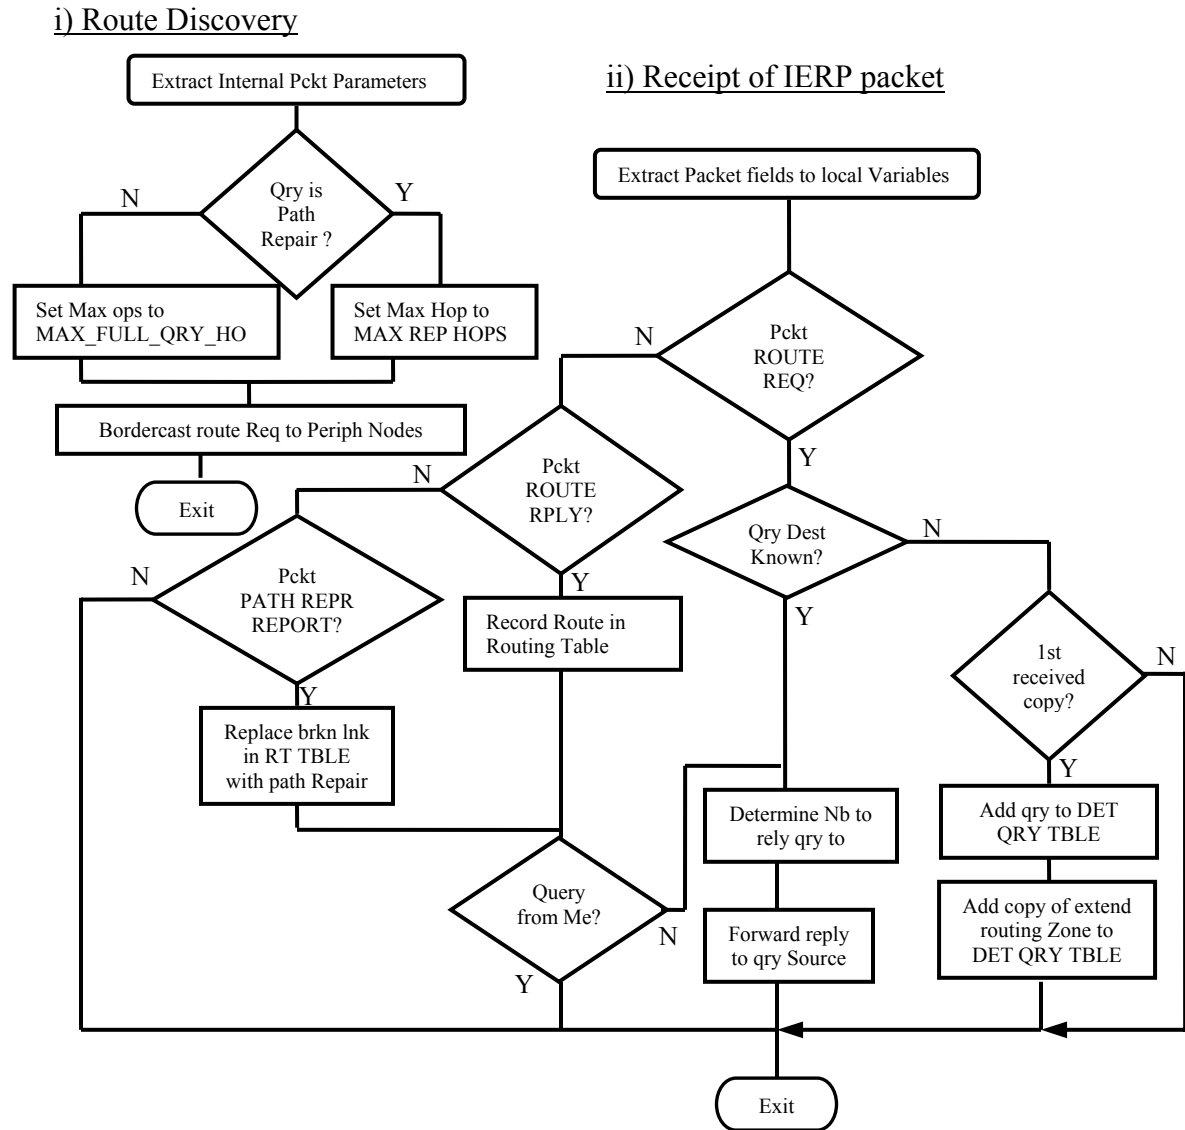 i) Route Discovery
Extract Internal Pckt Parameters
Qry is
Path
Repair ?
N
Y
Set Max ops to
MAX_FULL_QRY_HO
Set Max Hop to
MAX REP HOPS
Bordercast route Req to Periph Nodes
Exit
ii) Receipt of IERP packet
Extract Packet fields to local Variables
Pckt
ROUTE
REQ?
N
Y
Pckt
ROUTE
RPLY?
N
Y
Qry Dest
Known?
N
Y
Pckt
PATH REPR
REPORT?
N
Y
Record Route in
Routing Table
1st
received
copy?
N
Y
Replace brkn lnk
in RT TBLE
with path Repair
Determine Nb to
rely qry to
Add qry to DET
QRY TBLE
Query
from Me?
N
Y
Forward reply
to qry Source
Add copy of extend
routing Zone to
DET QRY TBLE
Exit